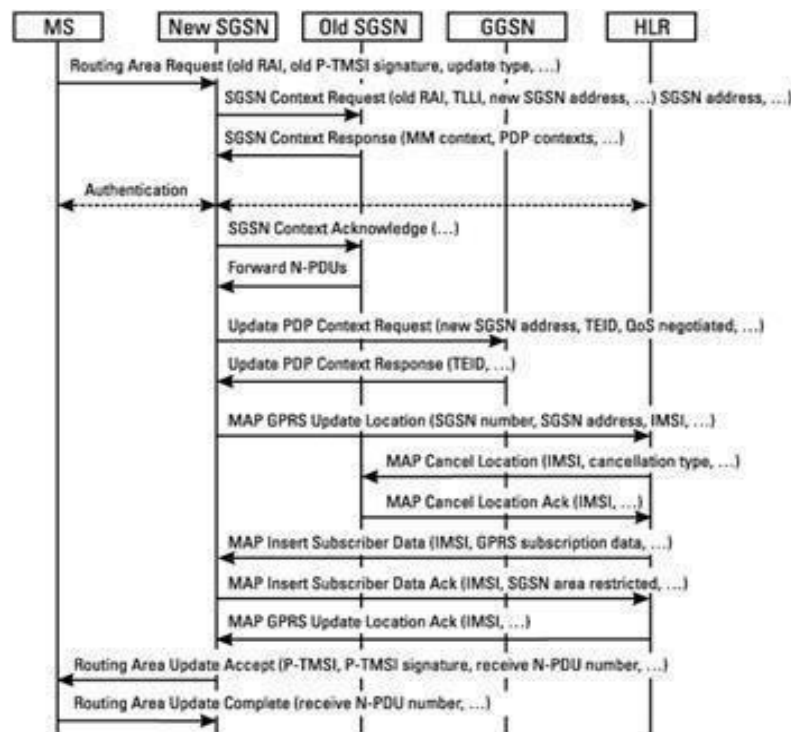 MS New SGSN Old SGSN GGSN HLR
Routing Area Request (old RAI, old P-TMSI signature, update type, ...)
SGSN Context Request (old RAI, TLLI, new SGSN address, ...) SGSN address, ...)
SGSN Context Response (MM context, PDP contexts, ...)
Authentication
SGSN Context Acknowledge (...)
Forward N-PDUs
Update PDP Context Request (new SGSN address, TEID, QoS negotiated, ...)
Update PDP Context Response (TEID, ...)
MAP GPRS Update Location (SGSN number, SGSN address, IMSI, ...)
MAP Cancel Location (IMSI, cancellation type, ...)
MAP Cancel Location Ack (IMSI, ...)
MAP Insert Subscriber Data (IMSI, GPRS subscription data, ...)
MAP Insert Subscriber Data Ack (IMSI, SGSN area restricted, ...)
MAP GPRS Update Location Ack (IMSI, ...)
Routing Area Update Accept (P-TMSI, P-TMSI signature, receive N-PDU number, ...)
Routing Area Update Complete (receive N-PDU number, ...)